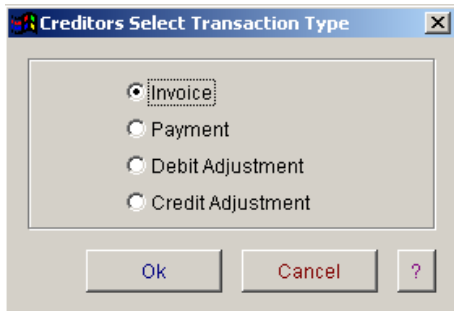 Creditors Select Transaction Type
Invoice
Payment
Debit Adjustment
Credit Adjustment
Ok
Cancel
?